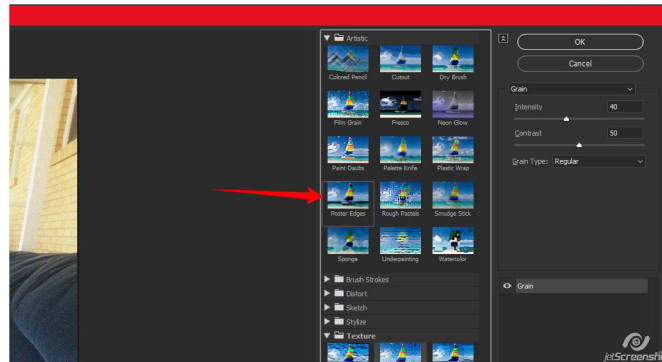 Artistic
Colored Pencil Cutout Dry Brush
Film Grain Fresco Neon Glow
Paint Daubs Palette Knife Plastic Wrap
Poster Edges Rough Pastels Smudge Stick
Sponge Underpainting Watercolor
Brush Strokes
Distort
Sketch
Stylize
Texture
OK
Cancel
Grain
Intensity 40
Contrast 50
Grain Type: Regular
Grain